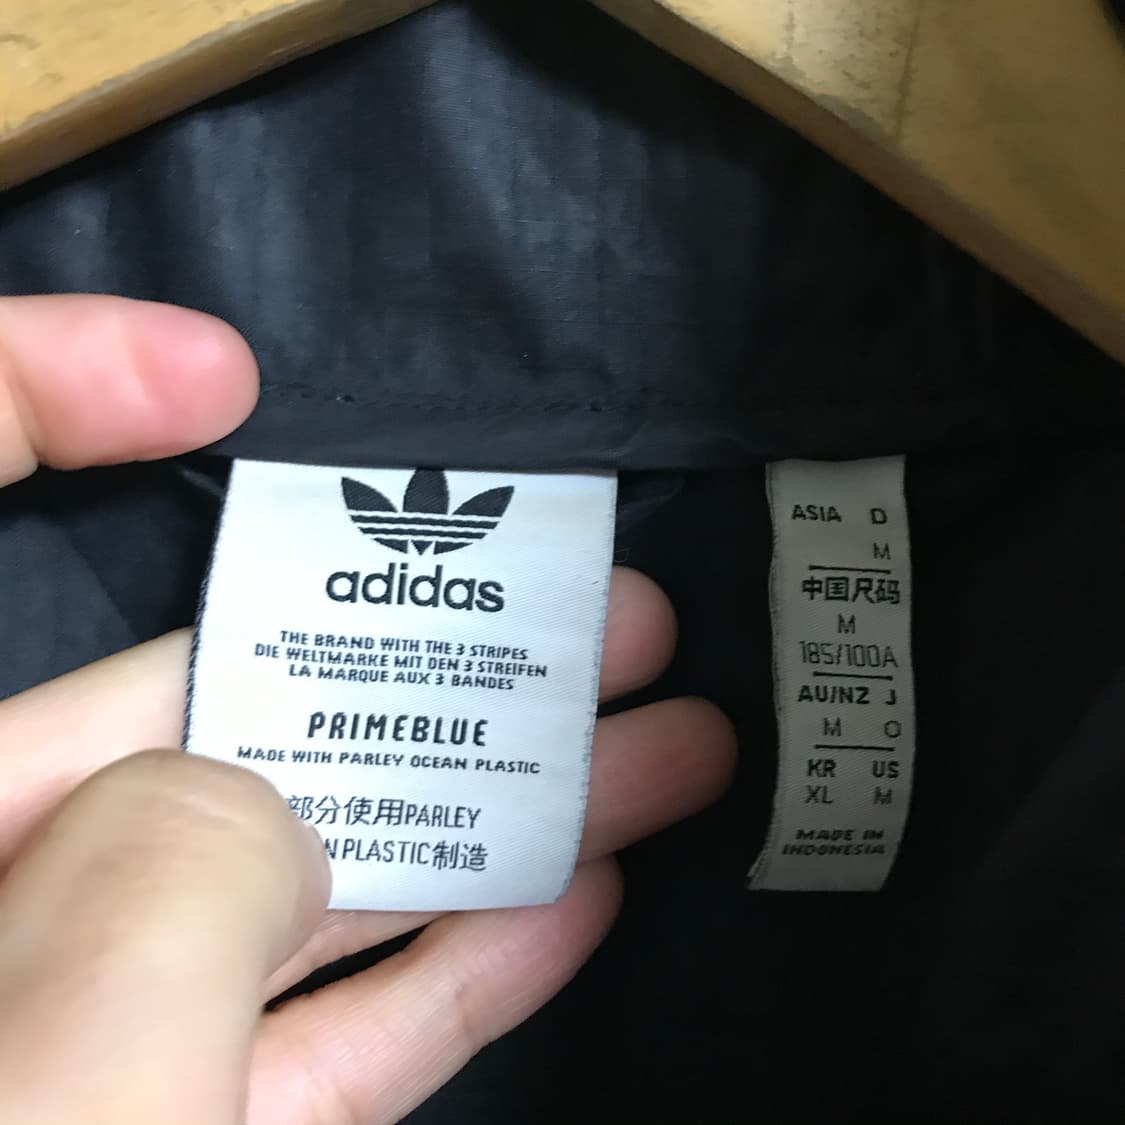 adidas
THE BRAND WITH THE 3 STRIPES
DIE WELTMARKE MIT DEN 3 STREIFEN
LA MARQUE AUX 3 BANDES
PRIMEBLUE
MADE WITH PARLEY OCEAN PLASTIC
部分使用PARLEY
PLASTIC制造
ASIA D
M
中国尺码
M
185/100A
AU/NZ J
M O
KR US
XL M
MADE IN
INDONESIA